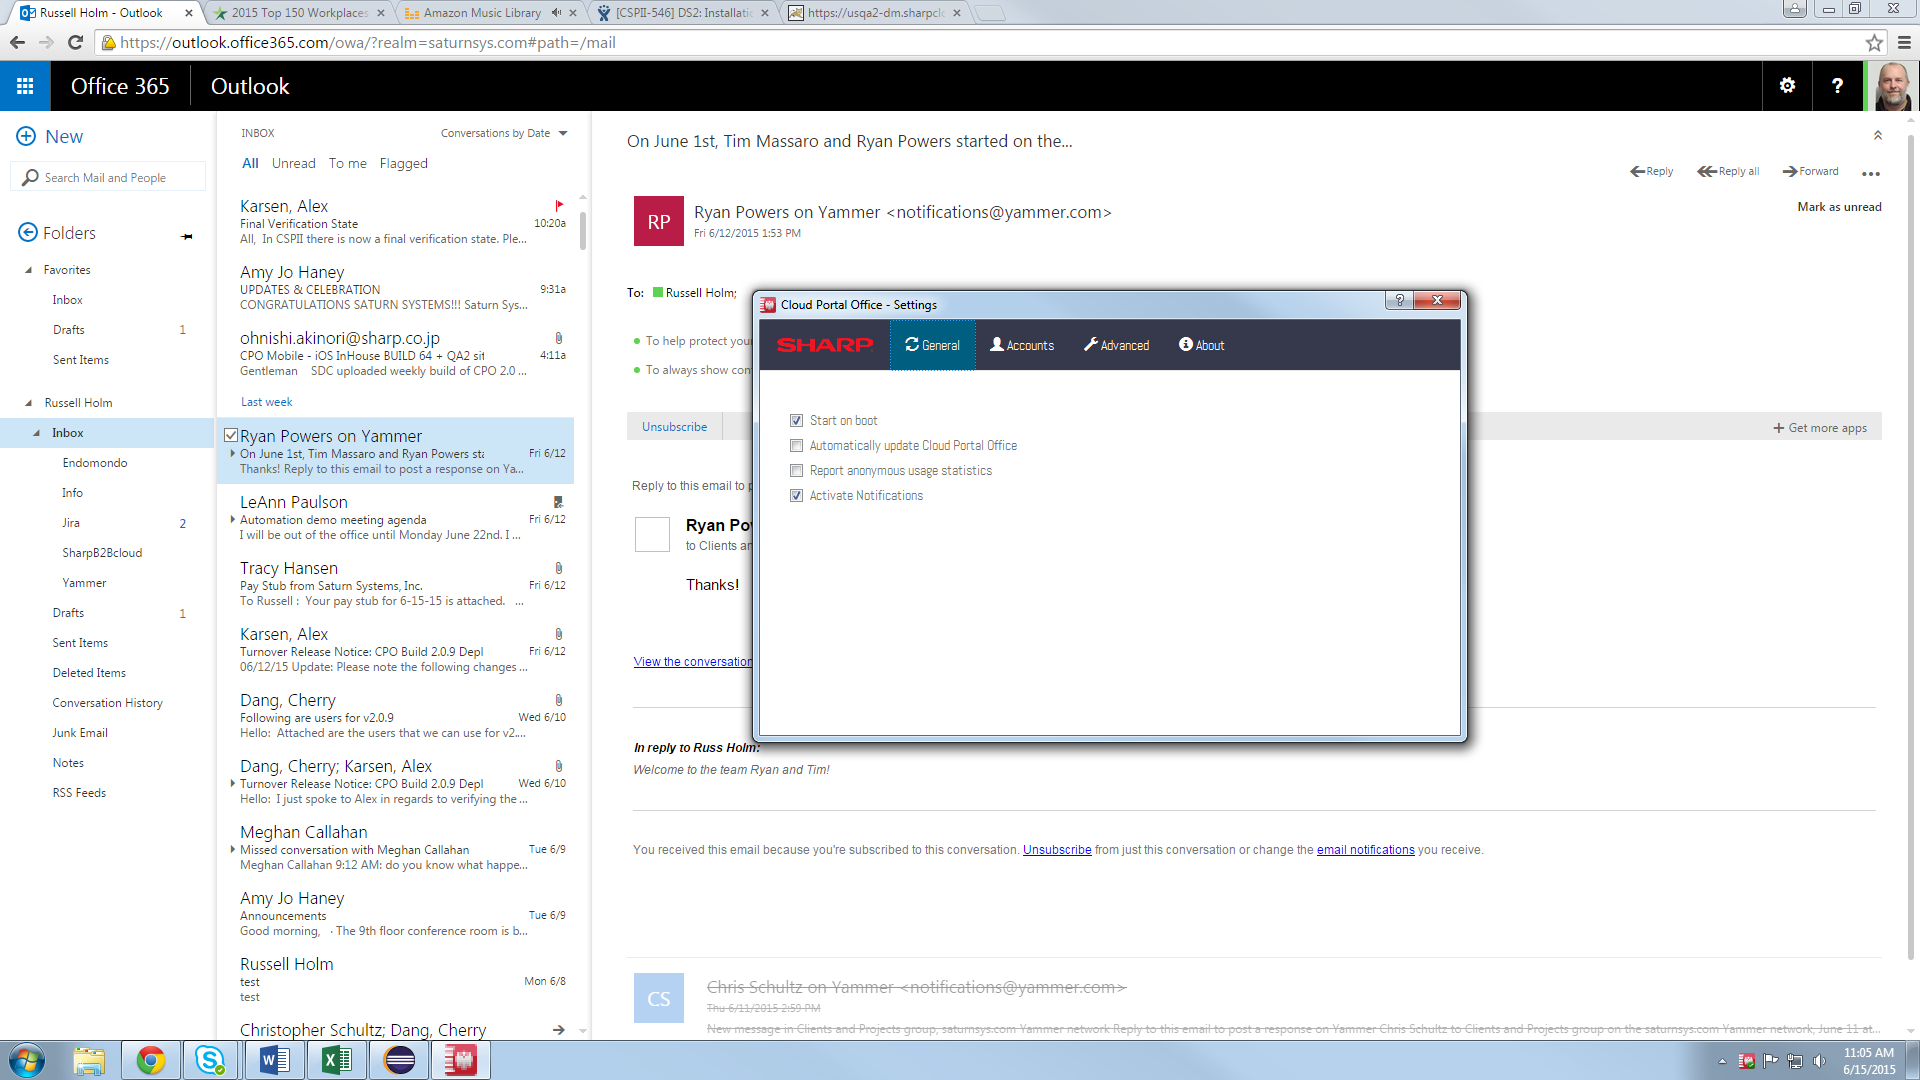 Russell Holm - Outlook
2015 Top 150 Workplaces
Amazon Music Library
[CSPII-546] DS2: Installati
https://usqa2-dm.sharpcl
https://outlook.office365.com/owa/?realm=saturnsys.com#path=/mail
Office 365
Outlook
?
New
Search Mail and People
Folders
Favorites
Inbox
Drafts 1
Sent Items
Russell Holm
Inbox
Endomondo
Info
Jira 2
SharpB2Bcloud
Yammer
Drafts 1
Sent Items
Deleted Items
Conversation History
Junk Email
Notes
RSS Feeds
INBOX
Conversations by Date
All Unread To me Flagged
Karsen, Alex
Final Verification State 10:20a
All, In CSPII there is now a final verification state. Ple...
Amy Jo Haney
UPDATES & CELEBRATION 9:31a
CONGRATULATIONS SATURN SYSTEMS!!! Saturn Sys...
ohnishi.akinori@sharp.co.jp
CPO Mobile - iOS InHouse BUILD 64 + QA2 sit 4:11a
Gentleman SDC uploaded weekly build of CPO 2.0 ...
Last week
Ryan Powers on Yammer
On June 1st, Tim Massaro and Ryan Powers sta Fri 6/12
Thanks! Reply to this email to post a response on Ya...
LeAnn Paulson
Automation demo meeting agenda Fri 6/12
I will be out of the office until Monday June 22nd. I ...
Tracy Hansen
Pay Stub from Saturn Systems, Inc. Fri 6/12
To Russell : Your pay stub for 6-15-15 is attached. ...
Karsen, Alex
Turnover Release Notice: CPO Build 2.0.9 Depl Fri 6/12
06/12/15 Update: Please note the following changes ...
Dang, Cherry
Following are users for v2.0.9 Wed 6/10
Hello: Attached are the users that we can use for v2....
Dang, Cherry; Karsen, Alex
Turnover Release Notice: CPO Build 2.0.9 Depl Wed 6/10
Hello: I just spoke to Alex in regards to verifying the ...
Meghan Callahan
Missed conversation with Meghan Callahan Tue 6/9
Meghan Callahan 9:12 AM: do you know what happe...
Amy Jo Haney
Announcements Tue 6/9
Good morning, · The 9th floor conference room is b...
Russell Holm
test Mon 6/8
test
Christopher Schultz; Dang, Cherry
On June 1st, Tim Massaro and Ryan Powers started on the...
Reply Reply all Forward ...
Mark as unread
RP
Ryan Powers on Yammer <notifications@yammer.com>
Fri 6/12/2015 1:53 PM
To: Russell Holm;
To help protect you
To always show con
Unsubscribe
+ Get more apps
Reply to this email to p
Ryan Po
to Clients an
Thanks!
View the conversation
In reply to Russ Holm:
Welcome to the team Ryan and Tim!
You received this email because you're subscribed to this conversation. Unsubscribe from just this conversation or change the email notifications you receive.
CS
Chris Schultz on Yammer <notifications@yammer.com>
Thu 6/11/2015 2:59 PM
New message in Clients and Projects group, saturnsys.com Yammer network Reply to this email to post a response on Yammer Chris Schultz to Clients and Projects group on the saturnsys.com Yammer network, June 11 at...
Cloud Portal Office - Settings
?
SHARP
General
Accounts
Advanced
About
Start on boot
Automatically update Cloud Portal Office
Report anonymous usage statistics
Activate Notifications
11:05 AM
6/15/2015